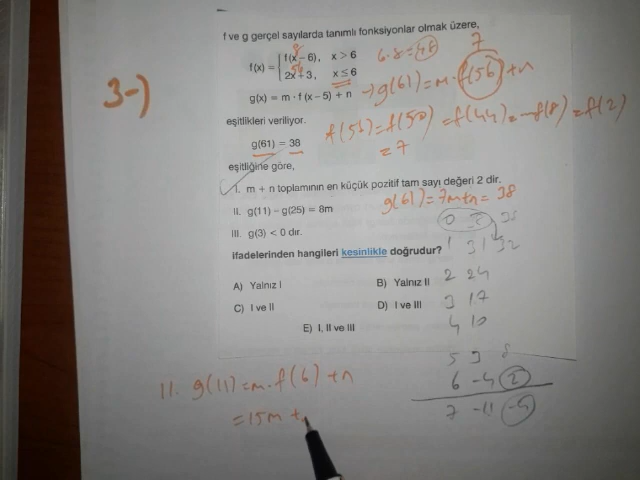 f ve g gerçel sayılarda tanımlı fonksiyonlar olmak üzere,
f(x) = { f(x – 6), x > 6
2x + 3, x ≤ 6
g(x) = m · f (x – 5) + n
eşitlikleri veriliyor.
g(61) = 38
eşitliğine göre,
I. m + n toplamının en küçük pozitif tam sayı değeri 2 dir.
II. g(11) – g(25) = 8m
III. g(3) < 0 dır.
ifadelerinden hangileri kesinlikle doğrudur?
A) Yalnız I B) Yalnız II
C) I ve II D) I ve III
E) I, II ve III
3-)
6.8=48
7
→g(61)=m.f(56)+n
f(56)=f(50)=f(44)=--f(8)=f(2)
=7
g(61)=7m+n=38
0
1 31 32
2 24
3 17
4 10
5 3 8
6 -4 2
7 -11 -4
11. g(11)=m.f(6)+n
=15m+